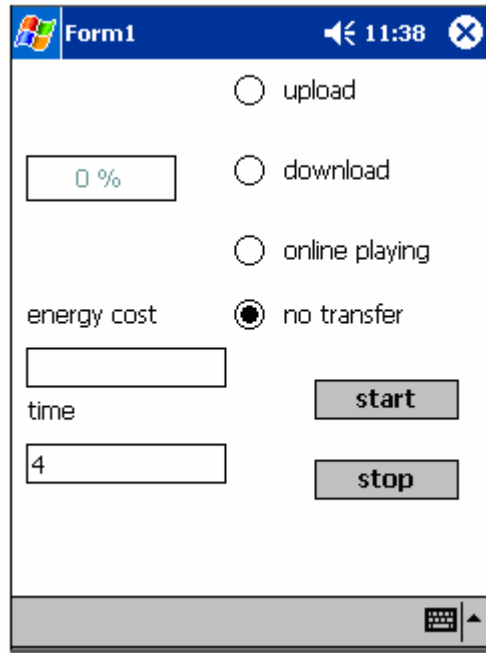 Form1 11:38
upload
0 %
download
online playing
energy cost
no transfer
start
time
4
stop